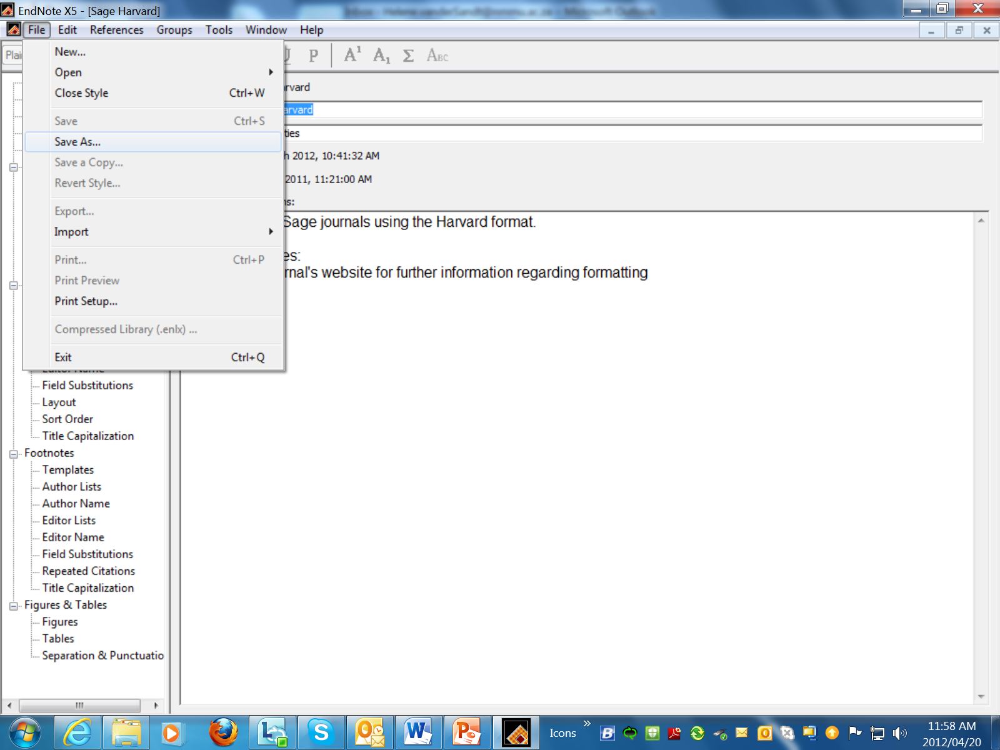 EndNote X5 - [Sage Harvard]
File Edit References Groups Tools Window Help
New...
Open
Close Style Ctrl+W
Save Ctrl+S
Save As...
Save a Copy...
Revert Style...
Export...
Import
Print... Ctrl+P
Print Preview
Print Setup...
Compressed Library (.enlx) ...
Exit Ctrl+Q
Plai
P A1 A1 Σ ABC
rvard
arvard
ties
h 2012, 10:41:32 AM
2011, 11:21:00 AM
ns:
Sage journals using the Harvard format.
es:
rnal's website for further information regarding formatting
Editor Name
Field Substitutions
Layout
Sort Order
Title Capitalization
Footnotes
Templates
Author Lists
Author Name
Editor Lists
Editor Name
Field Substitutions
Repeated Citations
Title Capitalization
Figures & Tables
Figures
Tables
Separation & Punctuatio
Icons
11:58 AM
2012/04/20